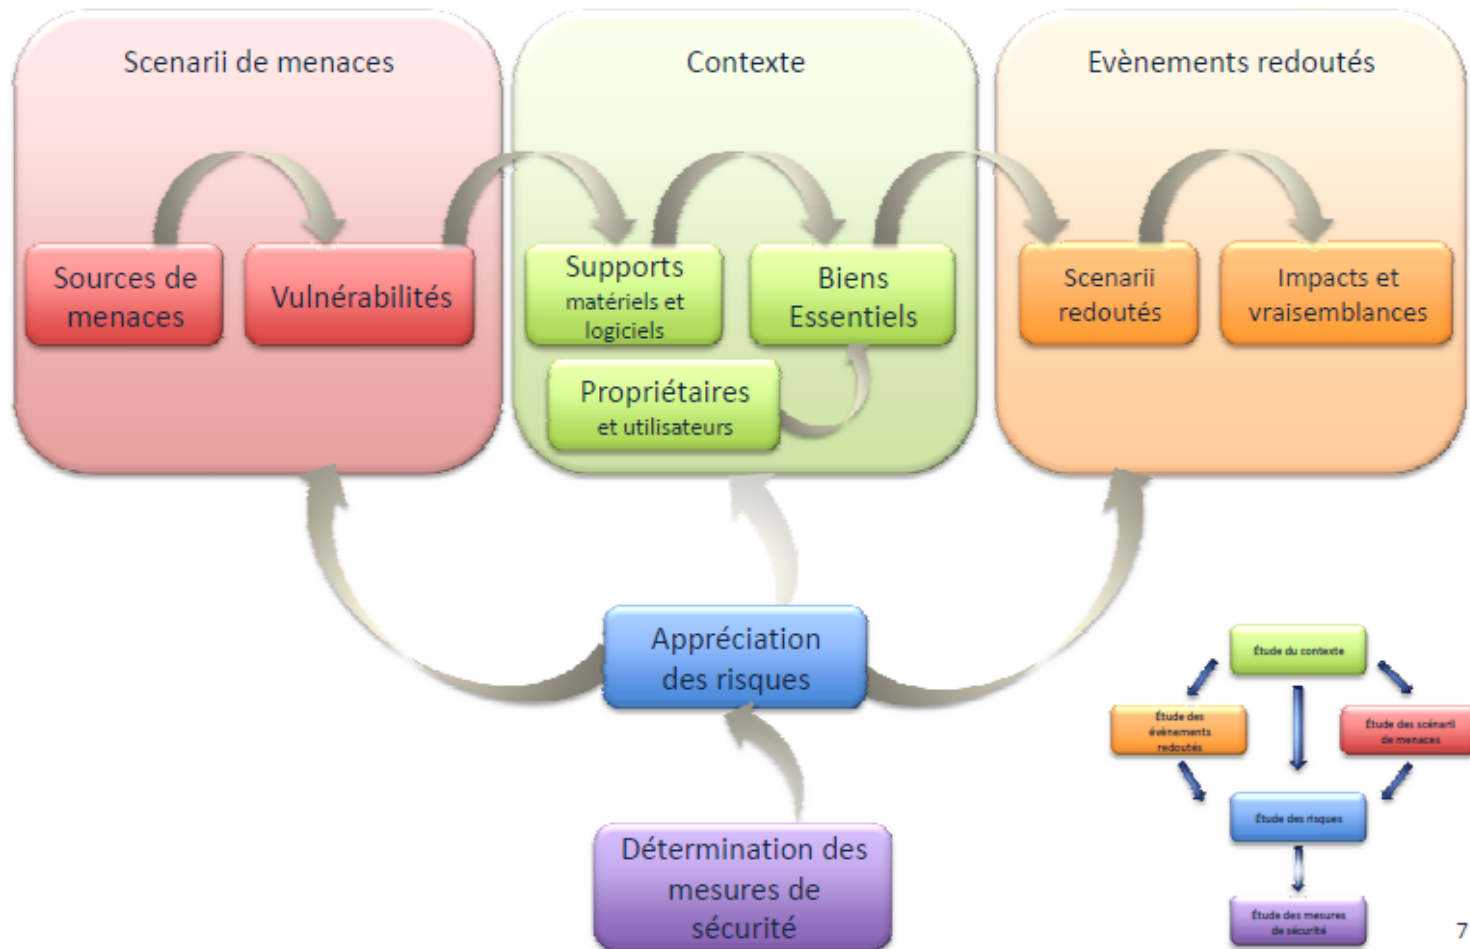 Scenarii de menaces
Contexte
Evènements redoutés
Sources de
menaces
Vulnérabilités
Supports
matériels et
logiciels
Biens
Essentiels
Propriétaires
et utilisateurs
Scenarii
redoutés
Impacts et
vraisemblances
Appréciation
des risques
Détermination des
mesures de
sécurité
Étude du contexte
Étude des
évènements
redoutés
Étude des scénarii
de menaces
Étude des risques
Étude des mesures
de sécurité
7